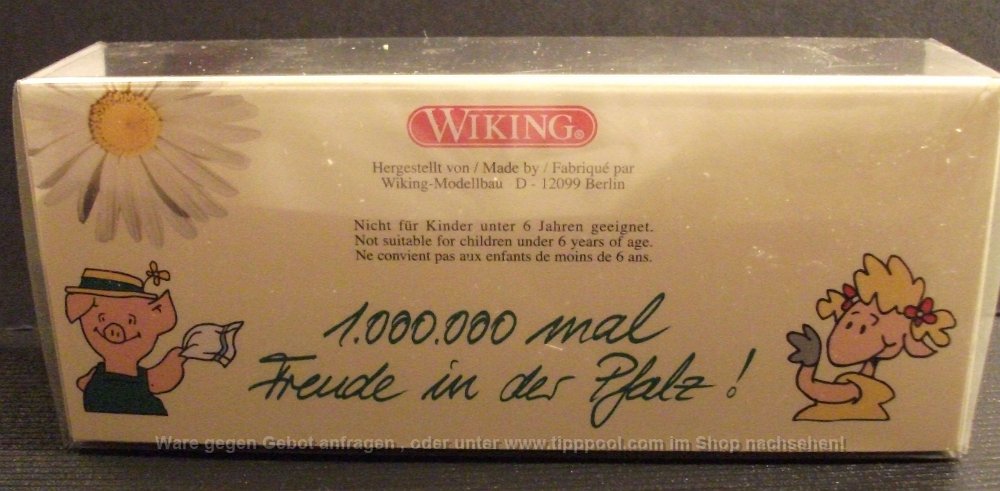 WIKING®
Hergestellt von / Made by / Fabriqué par
Wiking-Modellbau D - 12099 Berlin
Nicht für Kinder unter 6 Jahren geeignet.
Not suitable for children under 6 years of age.
Ne convient pas aux enfants de moins de 6 ans.
1.000.000 mal
Freude in der Pfalz!
Ware gegen Gebot anfragen , oder unter www.tipppool.com im Shop nachsehen!